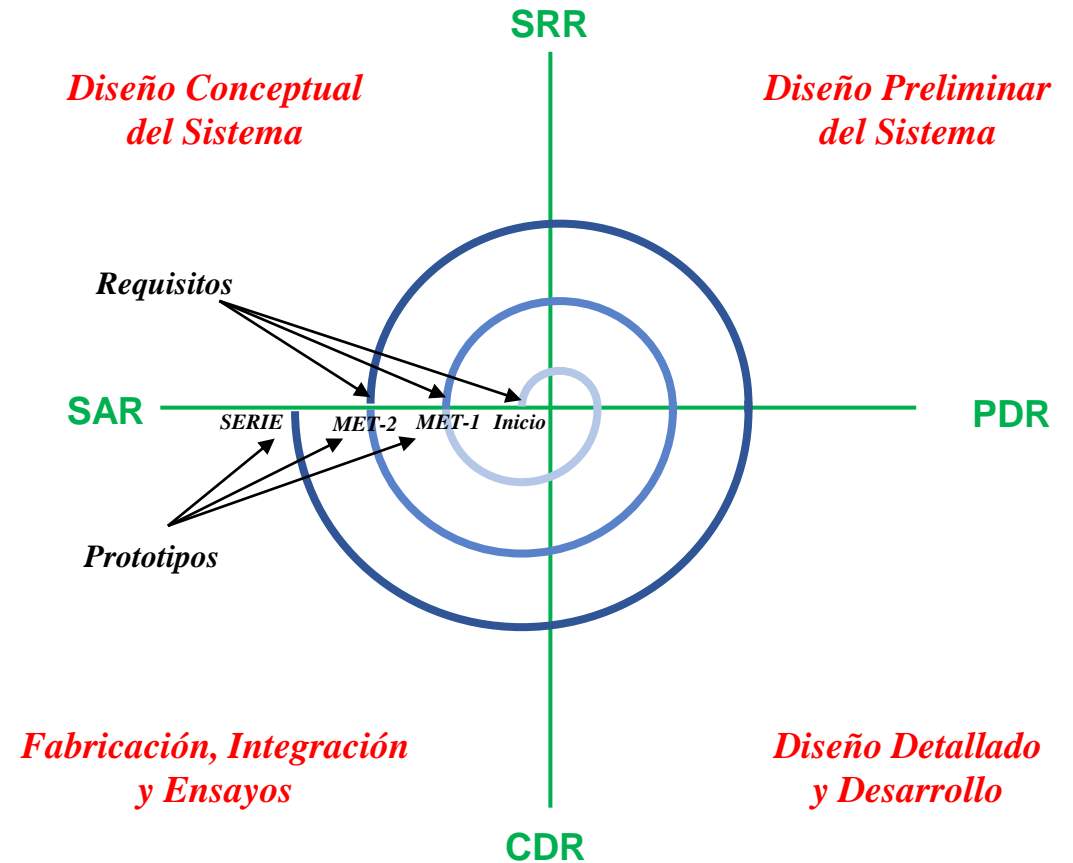 SRR
Diseño Conceptual
del Sistema
Diseño Preliminar
del Sistema
Requisitos
SAR
SERIE
MET-2
MET-1
Inicio
PDR
Prototipos
Fabricación, Integración
y Ensayos
Diseño Detallado
y Desarrollo
CDR